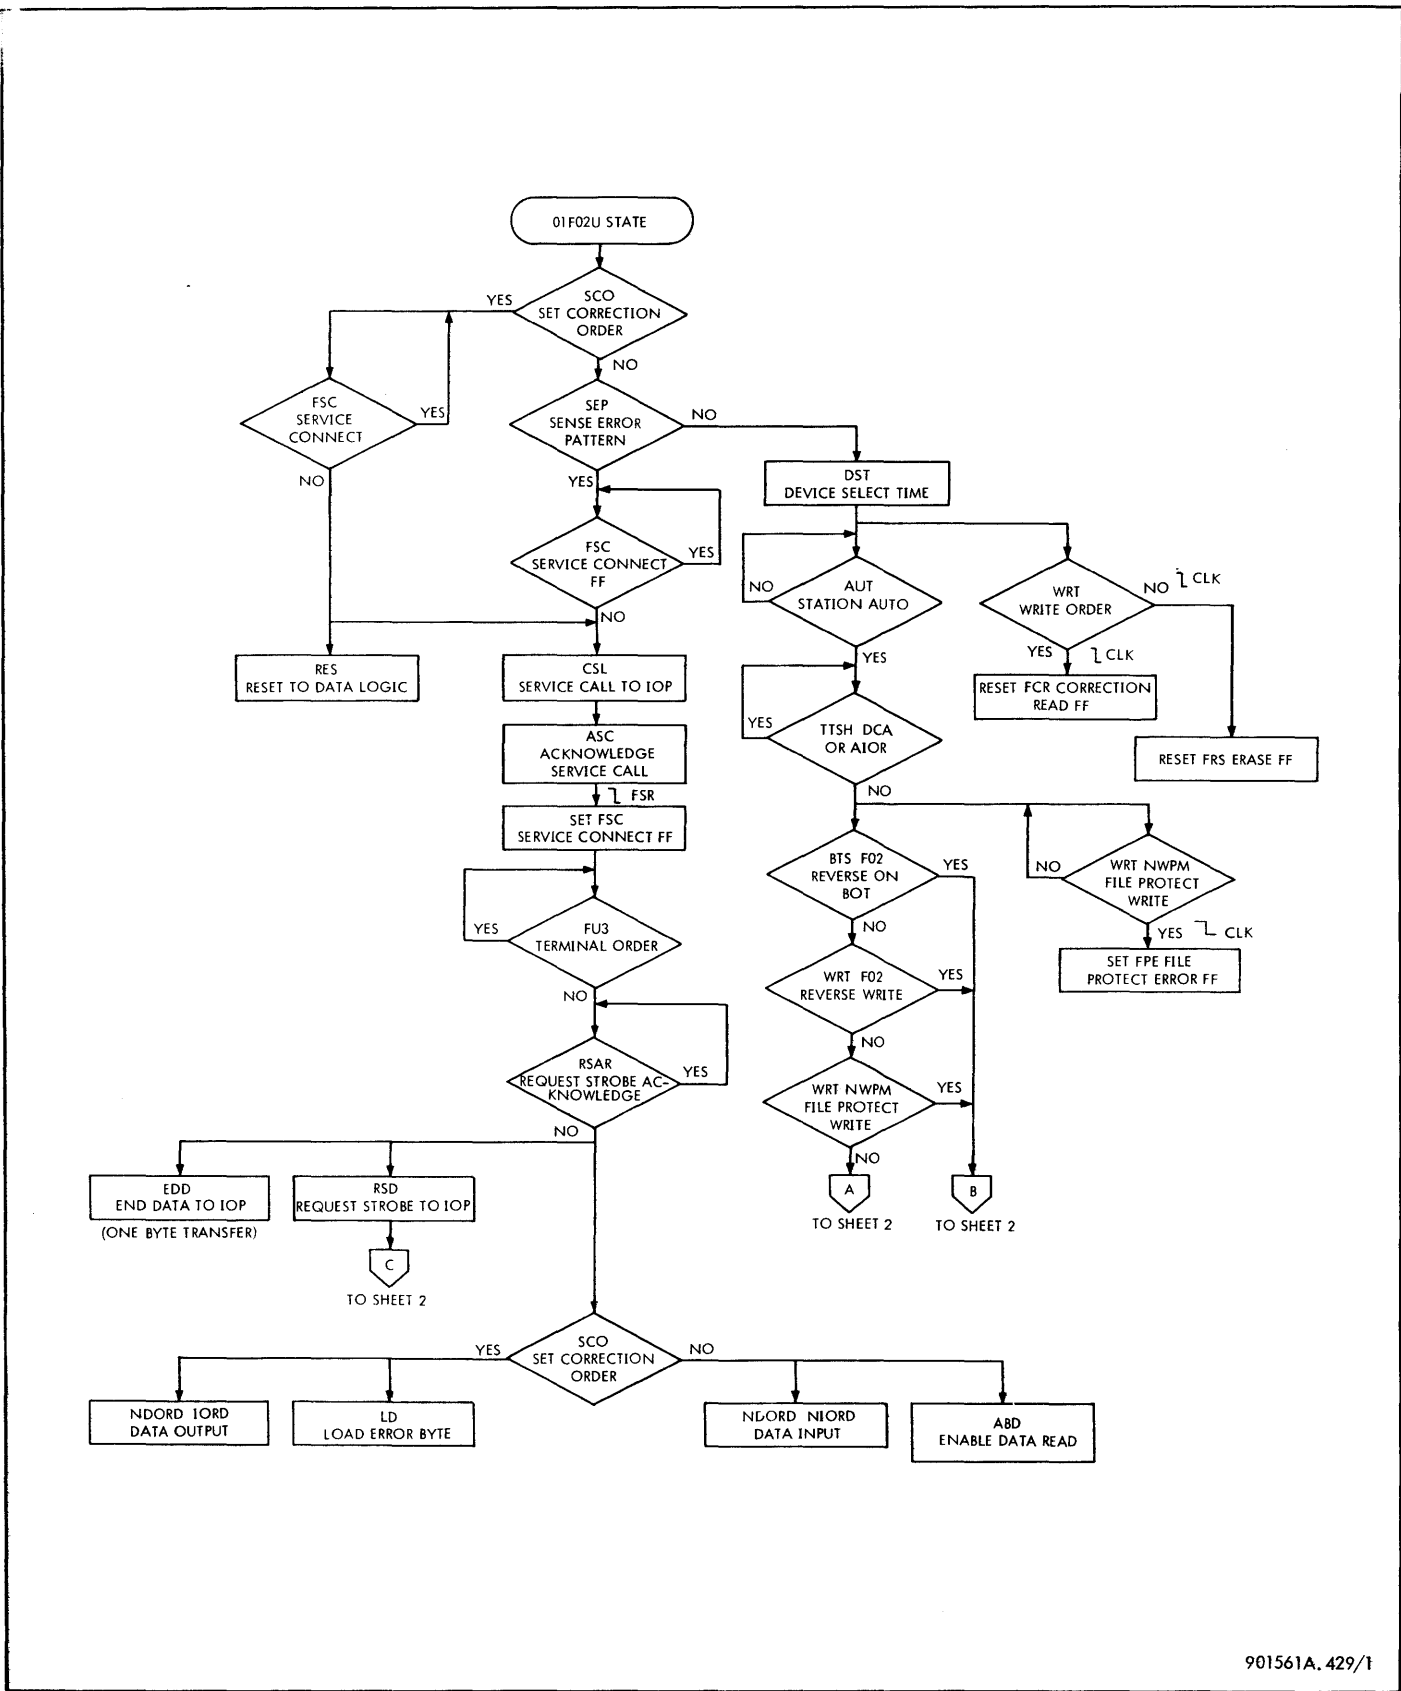 01F02U STATE
SCO
SET CORRECTION
ORDER
YES
NO
FSC
SERVICE
CONNECT
YES
NO
SEP
SENSE ERROR
PATTERN
NO
YES
DST
DEVICE SELECT TIME
FSC
SERVICE CONNECT
FF
YES
NO
AUT
STATION AUTO
NO
YES
WRT
WRITE ORDER
NO
CLK
YES
CLK
RES
RESET TO DATA LOGIC
CSL
SERVICE CALL TO IOP
RESET FCR CORRECTION
READ FF
TTSH DCA
OR AIOR
YES
NO
ASC
ACKNOWLEDGE
SERVICE CALL
RESET FRS ERASE FF
FSR
SET FSC
SERVICE CONNECT FF
BTS F02
REVERSE ON
BOT
YES
NO
WRT NWPM
FILE PROTECT
WRITE
NO
YES
CLK
FU3
TERMINAL ORDER
YES
NO
WRT F02
REVERSE WRITE
YES
NO
SET FPE FILE
PROTECT ERROR FF
RSAR
REQUEST STROBE AC-
KNOWLEDGE
YES
NO
WRT NWPM
FILE PROTECT
WRITE
YES
NO
EDD
END DATA TO IOP
(ONE BYTE TRANSFER)
RSD
REQUEST STROBE TO IOP
C
TO SHEET 2
A
TO SHEET 2
B
TO SHEET 2
SCO
SET CORRECTION
ORDER
YES
NO
NDORD IORD
DATA OUTPUT
LD
LOAD ERROR BYTE
NDORD NIORD
DATA INPUT
ABD
ENABLE DATA READ
901561A.429/1